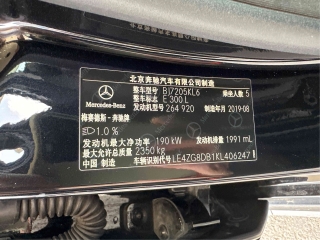 北京奔驰汽车有限公司制造
整车型号 BJ7205KL6 乘坐人数 5
整车标志 E 300 L
发动机型号 264 920 制造年月 2019-08
Mercedes-Benz
梅赛德斯－奔驰牌
1.0 % 发动机排量 1991 mL
发动机最大净功率 190 kW
最大允许总质量 2350 kg
中国 制造 车辆识别代号 LE4ZG8DB1KL406247